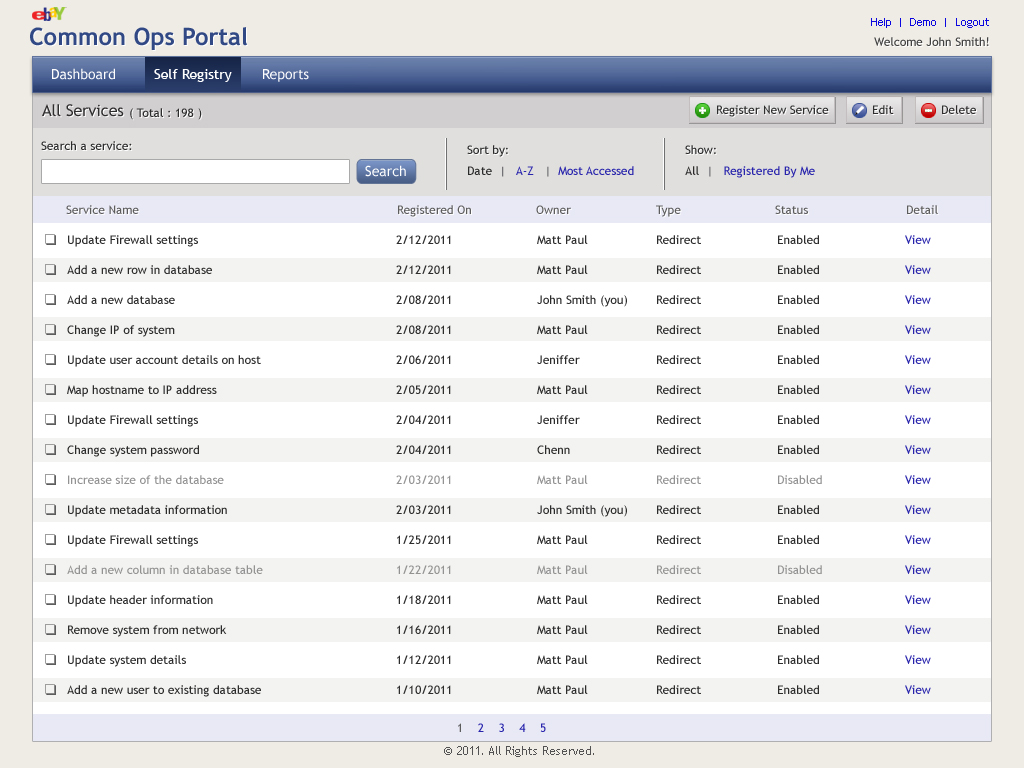 ebY
Help | Demo | Logout
Common Ops Portal
Welcome John Smith!
Dashboard Self Registry Reports
All Services ( Total : 198 ) Register New Service Edit Delete
Search a service: Sort by: Show:
Search Date | A-Z | Most Accessed All | Registered By Me
Service Name Registered On Owner Type Status Detail
Update Firewall settings 2/12/2011 Matt Paul Redirect Enabled View
Add a new row in database 2/12/2011 Matt Paul Redirect Enabled View
Add a new database 2/08/2011 John Smith (you) Redirect Enabled View
Change IP of system 2/08/2011 Matt Paul Redirect Enabled View
Update user account details on host 2/06/2011 Jeniffer Redirect Enabled View
Map hostname to IP address 2/05/2011 Matt Paul Redirect Enabled View
Update Firewall settings 2/04/2011 Jeniffer Redirect Enabled View
Change system password 2/04/2011 Chenn Redirect Enabled View
Increase size of the database 2/03/2011 Matt Paul Redirect Disabled View
Update metadata information 2/03/2011 John Smith (you) Redirect Enabled View
Update Firewall settings 1/25/2011 Matt Paul Redirect Enabled View
Add a new column in database table 1/22/2011 Matt Paul Redirect Disabled View
Update header information 1/18/2011 Matt Paul Redirect Enabled View
Remove system from network 1/16/2011 Matt Paul Redirect Enabled View
Update system details 1/12/2011 Matt Paul Redirect Enabled View
Add a new user to existing database 1/10/2011 Matt Paul Redirect Enabled View
1 2 3 4 5
© 2011. All Rights Reserved.